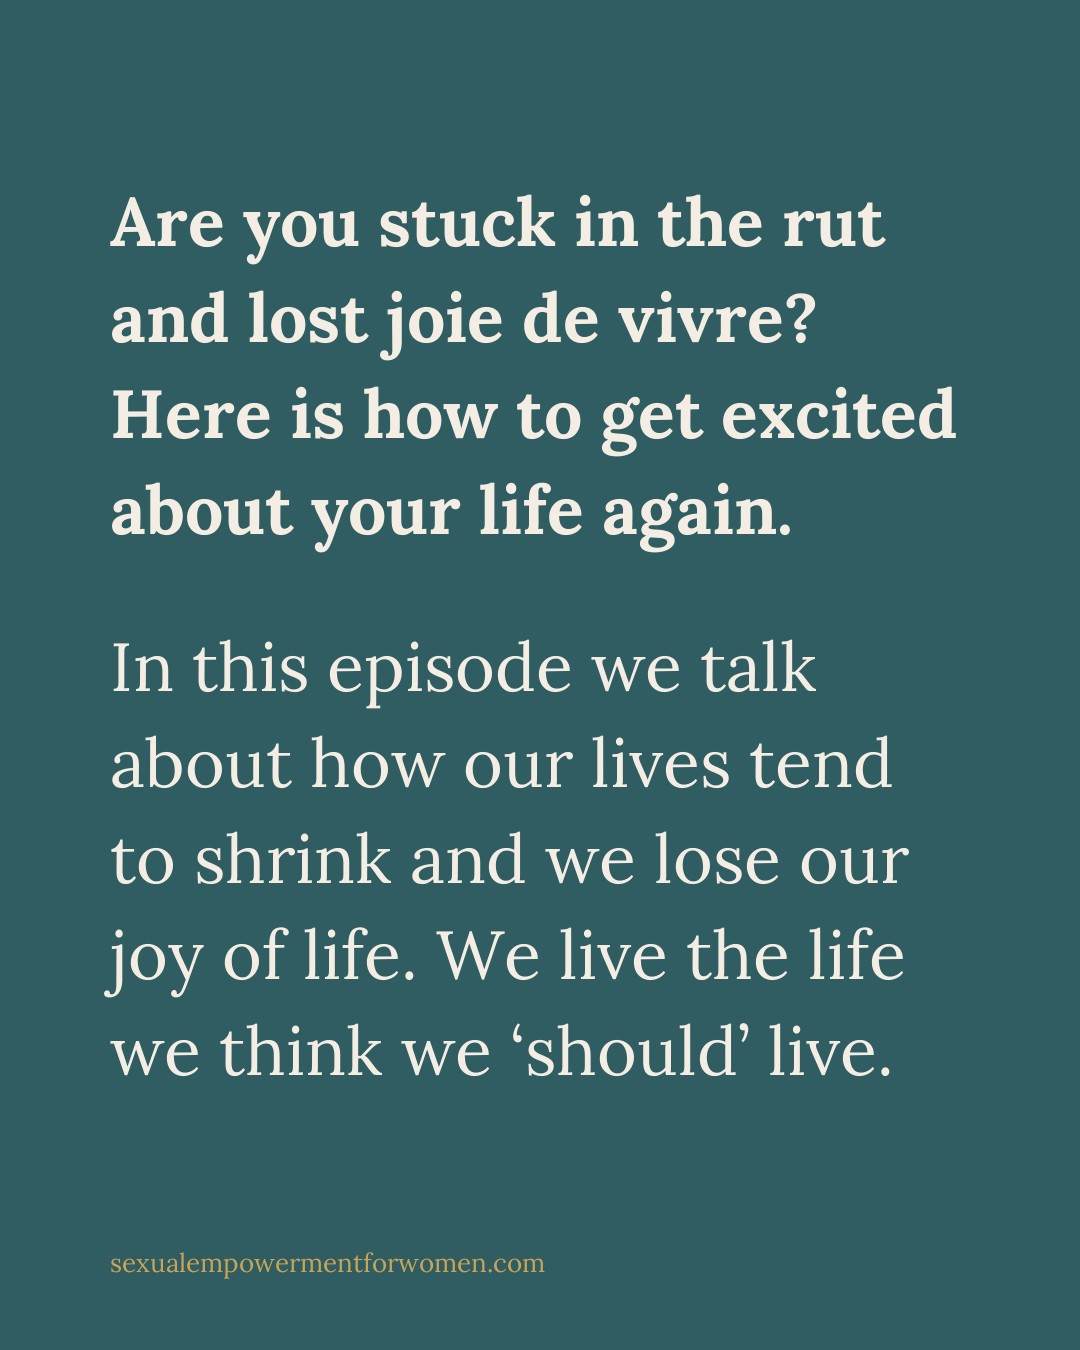 Are you stuck in the rut
and lost joie de vivre?
Here is how to get excited
about your life again.
In this episode we talk
about how our lives tend
to shrink and we lose our
joy of life. We live the life
we think we ‘should’ live.
sexualempowermentforwomen.com